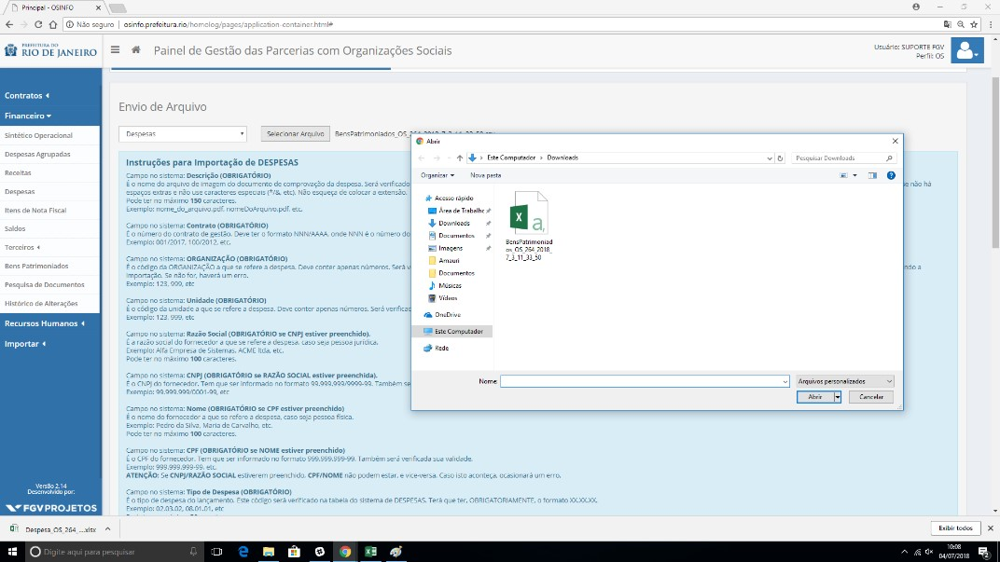 Principal - OSINFO
Não seguro | osinfo.prefeitura.rio/homolog/pages/application-container.html#
PREFEITURA DO
RIO DE JANEIRO
Painel de Gestão das Parcerias com Organizações Sociais
Usuário: SUPORTE FGV
Perfil: OS
Contratos
Financeiro
Sintético Operacional
Despesas Agrupadas
Receitas
Despesas
Itens de Nota Fiscal
Saldos
Terceiros
Bens Patrimoniados
Pesquisa de Documentos
Histórico de Alterações
Recursos Humanos
Importar
Versão 2.14
Desenvolvido por:
FGV PROJETOS
Envio de Arquivo
Despesas
Selecionar Arquivo
BensPatrimoniados_OS_264_2018_7_3_11_33_50.csv
Instruções para Importação de DESPESAS
Campo no sistema: Descrição (OBRIGATÓRIO)
É o nome do arquivo de imagem do documento de comprovação da despesa. Será verificado
se não há
espaços extras e não use caracteres especiais (*/&, etc). Não esqueça de colocar a extensão.
Pode ter no máximo 150 caracteres.
Exemplo: nome_do_arquivo.pdf, nomeDoArquivo.pdf, etc.
Campo no sistema: Contrato (OBRIGATÓRIO)
É o número do contrato de gestão. Deve ter o formato NNN/AAAA, onde NNN é o número do
Exemplo: 001/2017, 100/2012, etc.
Campo no sistema: ORGANIZAÇÃO (OBRIGATÓRIO)
É o código da ORGANIZAÇÃO a que se refere a despesa. Deve conter apenas números. Será v
ando a
importação. Se não for, haverá um erro.
Exemplo: 123, 999, etc
Campo no sistema: Unidade (OBRIGATÓRIO)
É o código da unidade a que se refere a despesa. Deve conter apenas números. Será verificad
Exemplo: 123, 999, etc
Campo no sistema: Razão Social (OBRIGATÓRIO se CNPJ estiver preenchido).
É a razão social do fornecedor a que se refere a despesa, caso seja pessoa jurídica.
Exemplo: Alfa Empresa de Sistemas, ACME ltda, etc.
Pode ter no máximo 100 caracteres.
Campo no sistema: CNPJ (OBRIGATÓRIO se RAZÃO SOCIAL estiver preenchida).
É o CNPJ do fornecedor. Tem que ser informado no formato 99.999.999/9999-99. Também se
Exemplo: 99.999.999/0001-99, etc
Campo no sistema: Nome (OBRIGATÓRIO se CPF estiver preenchido)
É o nome do fornecedor a que se refere a despesa, caso seja pessoa física.
Exemplo: Pedro da Silva, Maria de Carvalho, etc.
Pode ter no máximo 100 caracteres.
Campo no sistema: CPF (OBRIGATÓRIO se NOME estiver preenchido)
É o CPF do fornecedor. Tem que ser informado no formato 999.999.999-99. Também será verificada sua validade.
Exemplo: 999.999.999-99, etc.
ATENÇÃO: Se CNPJ/RAZÃO SOCIAL estiverem preenchido, CPF/NOME não podem estar, e vice-versa. Caso isto aconteça, ocasionará um erro.
Campo no sistema: Tipo de Despesa (OBRIGATÓRIO)
É o tipo de despesa do lançamento. Este código será verificado na tabela do sistema de DESPESAS. Terá que ter, OBRIGATORIAMENTE, o formato XX.XX.XX.
Exemplo: 02.03.02, 08.01.01, etc
Abrir
Este Computador
Downloads
Pesquisar Downloads
Organizar
Nova pasta
Acesso rápido
Área de Trabalho
Downloads
Documentos
Imagens
Amauri
Documentos
Músicas
Vídeos
OneDrive
Este Computador
Rede
BensPatrimoniad
os_OS_264_2018_
7_3_11_33_50
Nome:
Arquivos personalizados
Abrir
Cancelar
Despesa_OS_264_....xlsx
Exibir todos
Digite aqui para pesquisar
10:08
04/07/2018
2